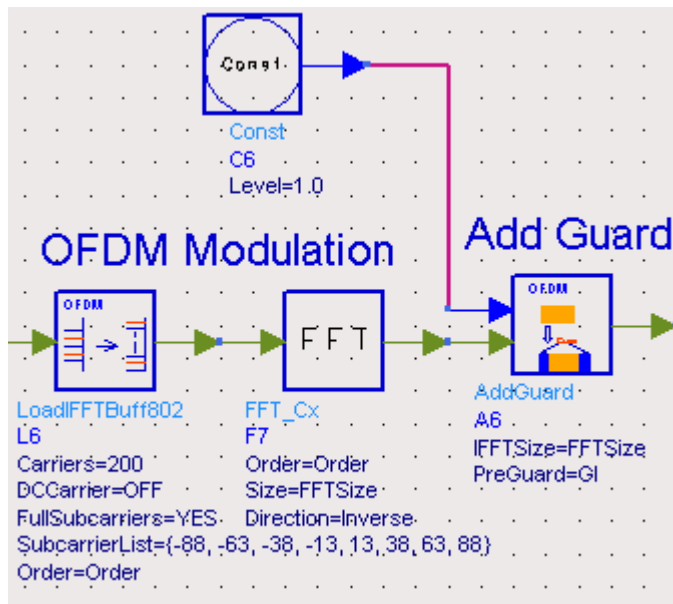 Const
Const
C6
Level=1.0
OFDM Modulation
Add Guard
OFDM
FFT
OFDM
LoadIFFTBuff802
L6
Carriers=200
DCCarrier=OFF
FullSubcarriers=YES
SubcarrierList={-88, -63, -38, -13, 13, 38, 63, 88}
Order=Order
FFT_Cx
F7
Order=Order
Size=FFTSize
Direction=Inverse
AddGuard
A6
IFFTSize=FFTSize
PreGuard=GI